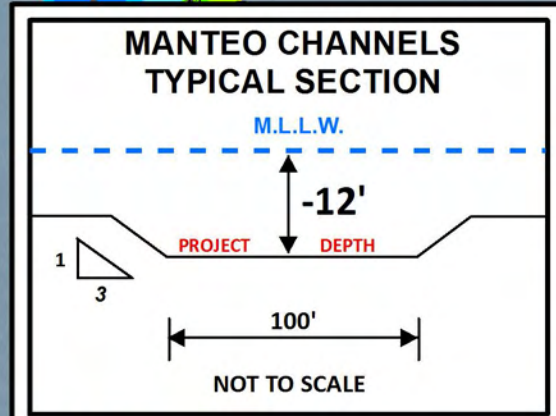 MANTEO CHANNELS
TYPICAL SECTION
M.L.L.W.
-12'
PROJECT DEPTH
1
3
100'
NOT TO SCALE